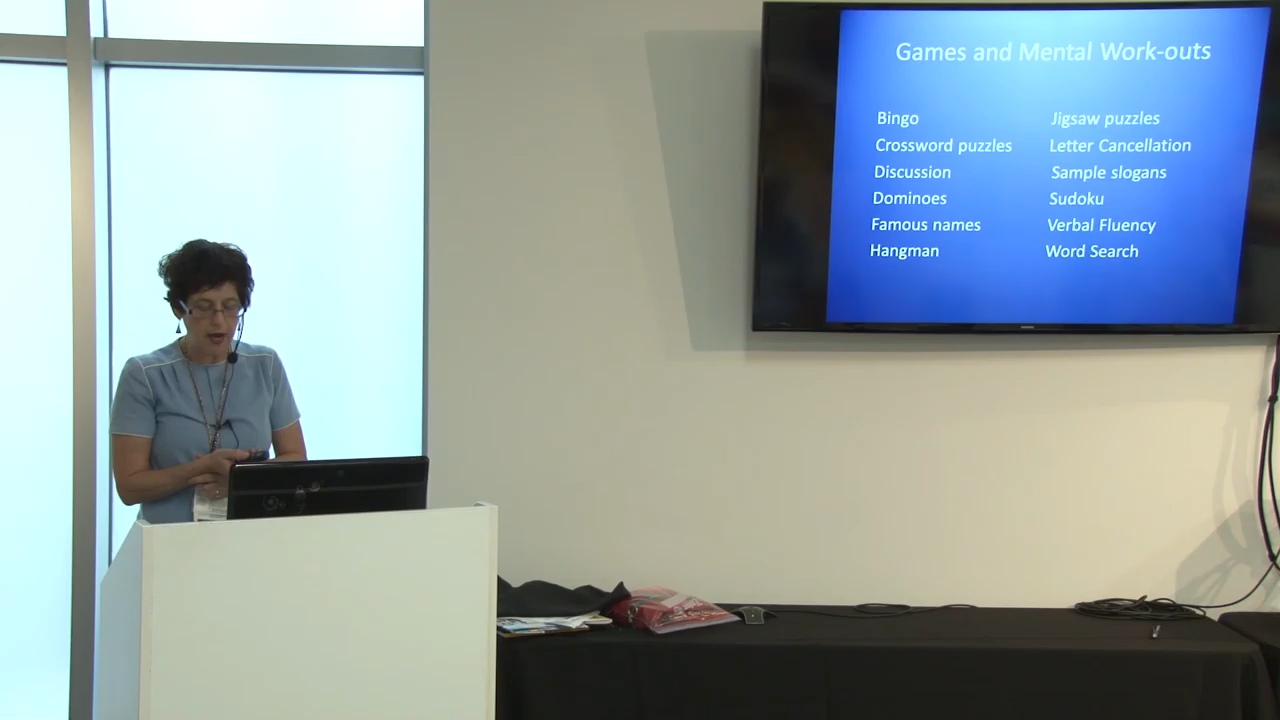 Games and Mental Work-outs
Bingo
Crossword puzzles
Discussion
Dominoes
Famous names
Hangman
Jigsaw puzzles
Letter Cancellation
Sample slogans
Sudoku
Verbal Fluency
Word Search